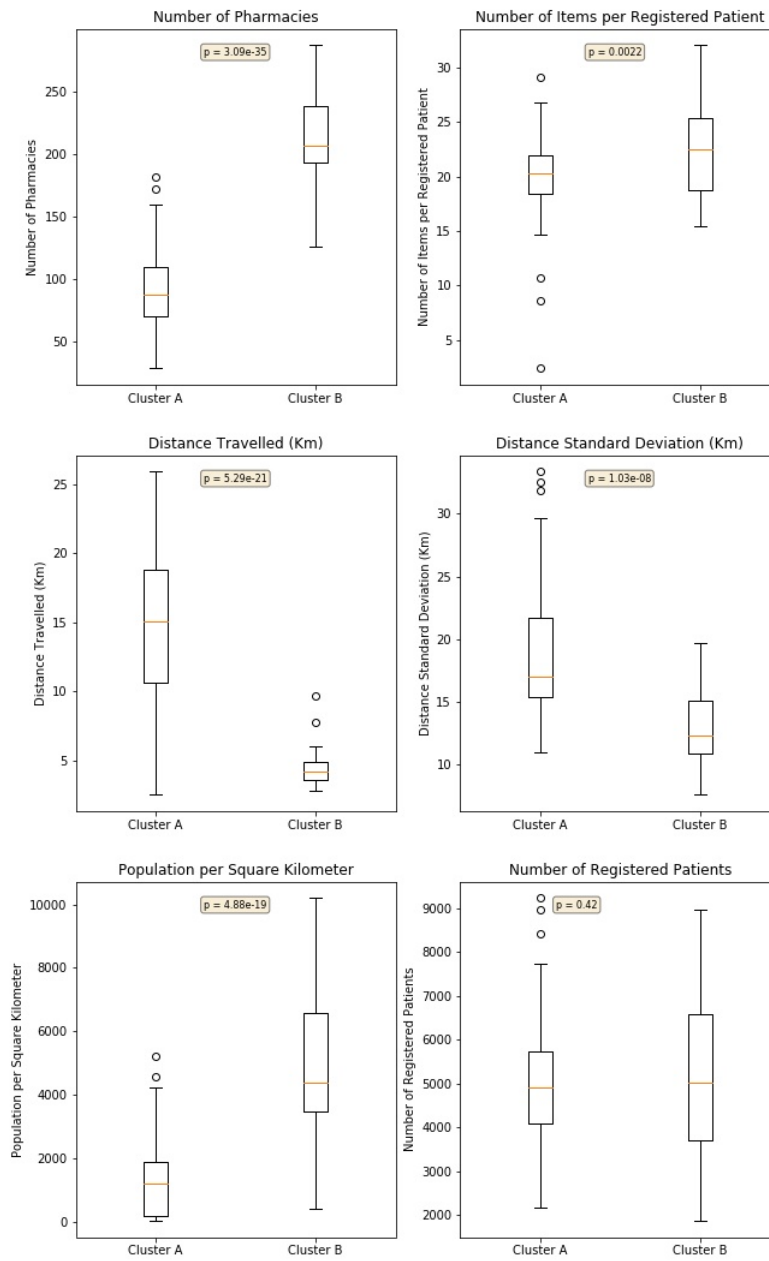 Number of Pharmacies
p = 3.09e-35
Number of Pharmacies
250
200
150
100
50
Cluster A
Cluster B
Number of Items per Registered Patient
p = 0.0022
Number of Items per Registered Patient
30
25
20
15
10
5
Cluster A
Cluster B
Distance Travelled (Km)
p = 5.29e-21
Distance Travelled (Km)
25
20
15
10
5
Cluster A
Cluster B
Distance Standard Deviation (Km)
p = 1.03e-08
Distance Standard Deviation (Km)
30
25
20
15
10
Cluster A
Cluster B
Population per Square Kilometer
p = 4.88e-19
Population per Square Kilometer
10000
8000
6000
4000
2000
0
Cluster A
Cluster B
Number of Registered Patients
p = 0.42
Number of Registered Patients
9000
8000
7000
6000
5000
4000
3000
2000
Cluster A
Cluster B